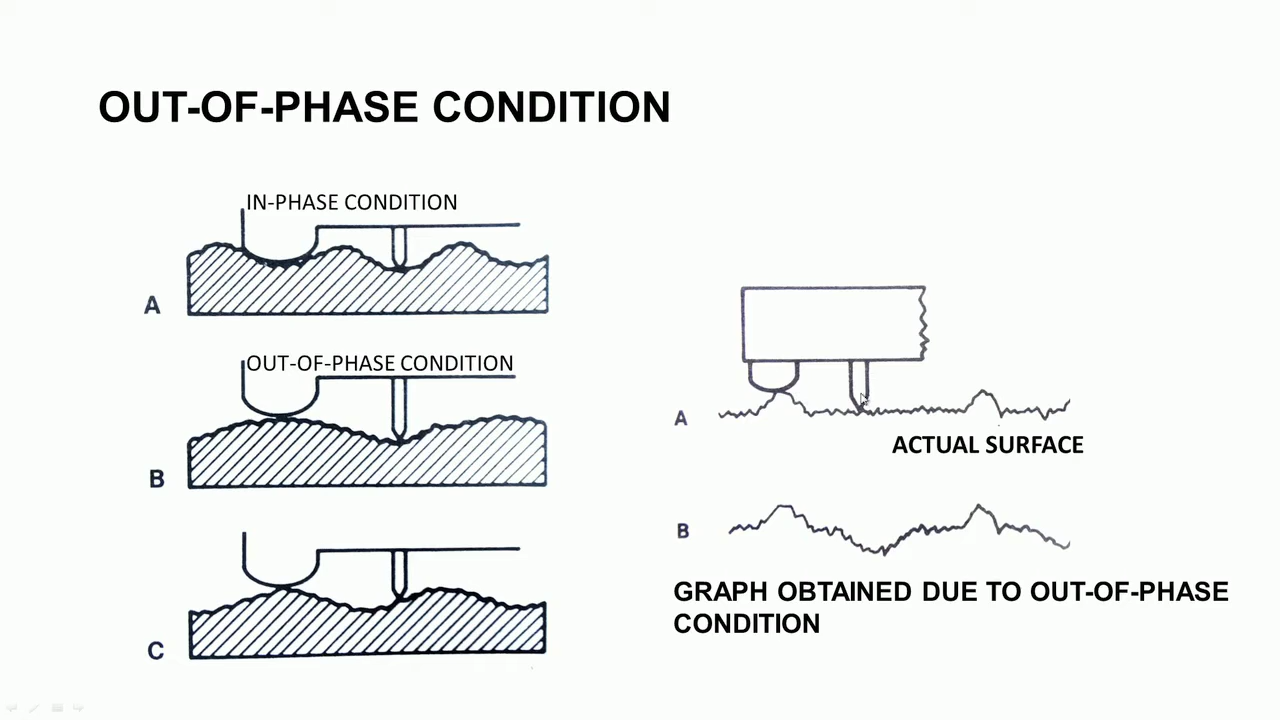 OUT-OF-PHASE CONDITION
IN-PHASE CONDITION
A
OUT-OF-PHASE CONDITION
B
C
A
ACTUAL SURFACE
B
GRAPH OBTAINED DUE TO OUT-OF-PHASE
CONDITION